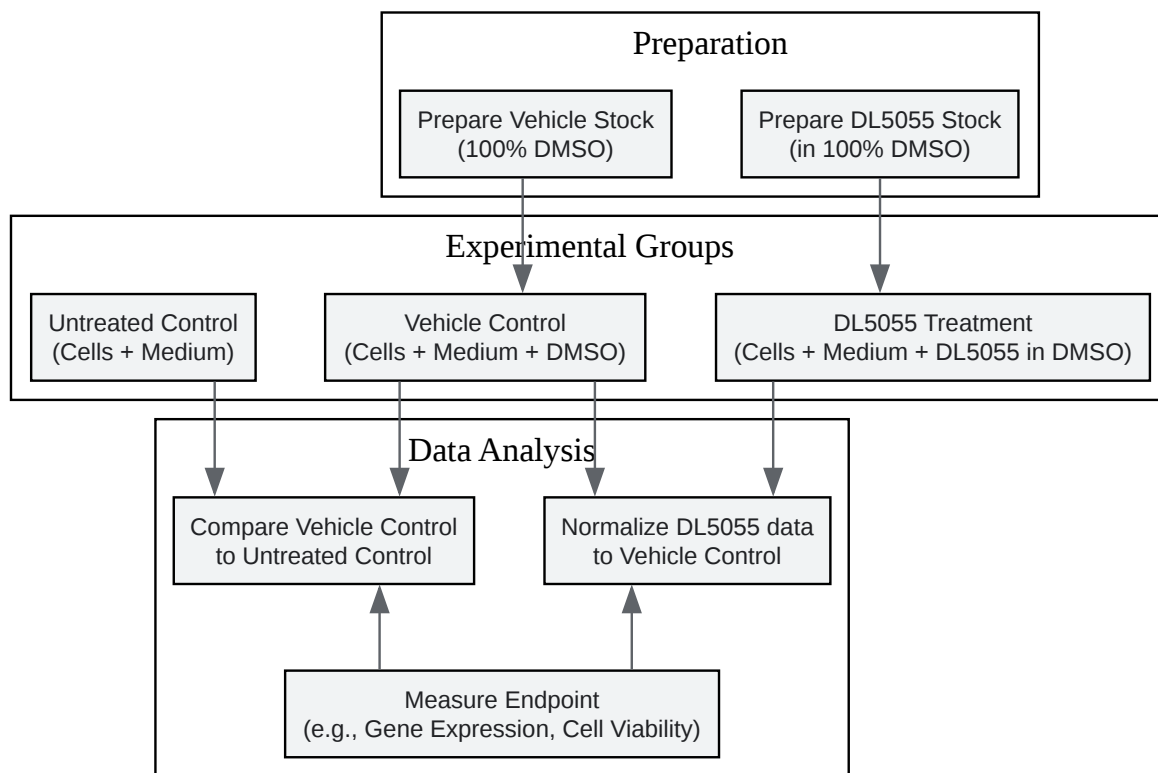 Preparation
Prepare Vehicle Stock
(100% DMSO)
Prepare DL5055 Stock
(in 100% DMSO)
Experimental Groups
Untreated Control
(Cells + Medium)
Vehicle Control
(Cells + Medium + DMSO)
DL5055 Treatment
(Cells + Medium + DL5055 in DMSO)
Data Analysis
Compare Vehicle Control
to Untreated Control
Normalize DL5055 data
to Vehicle Control
Measure Endpoint
(e.g., Gene Expression, Cell Viability)